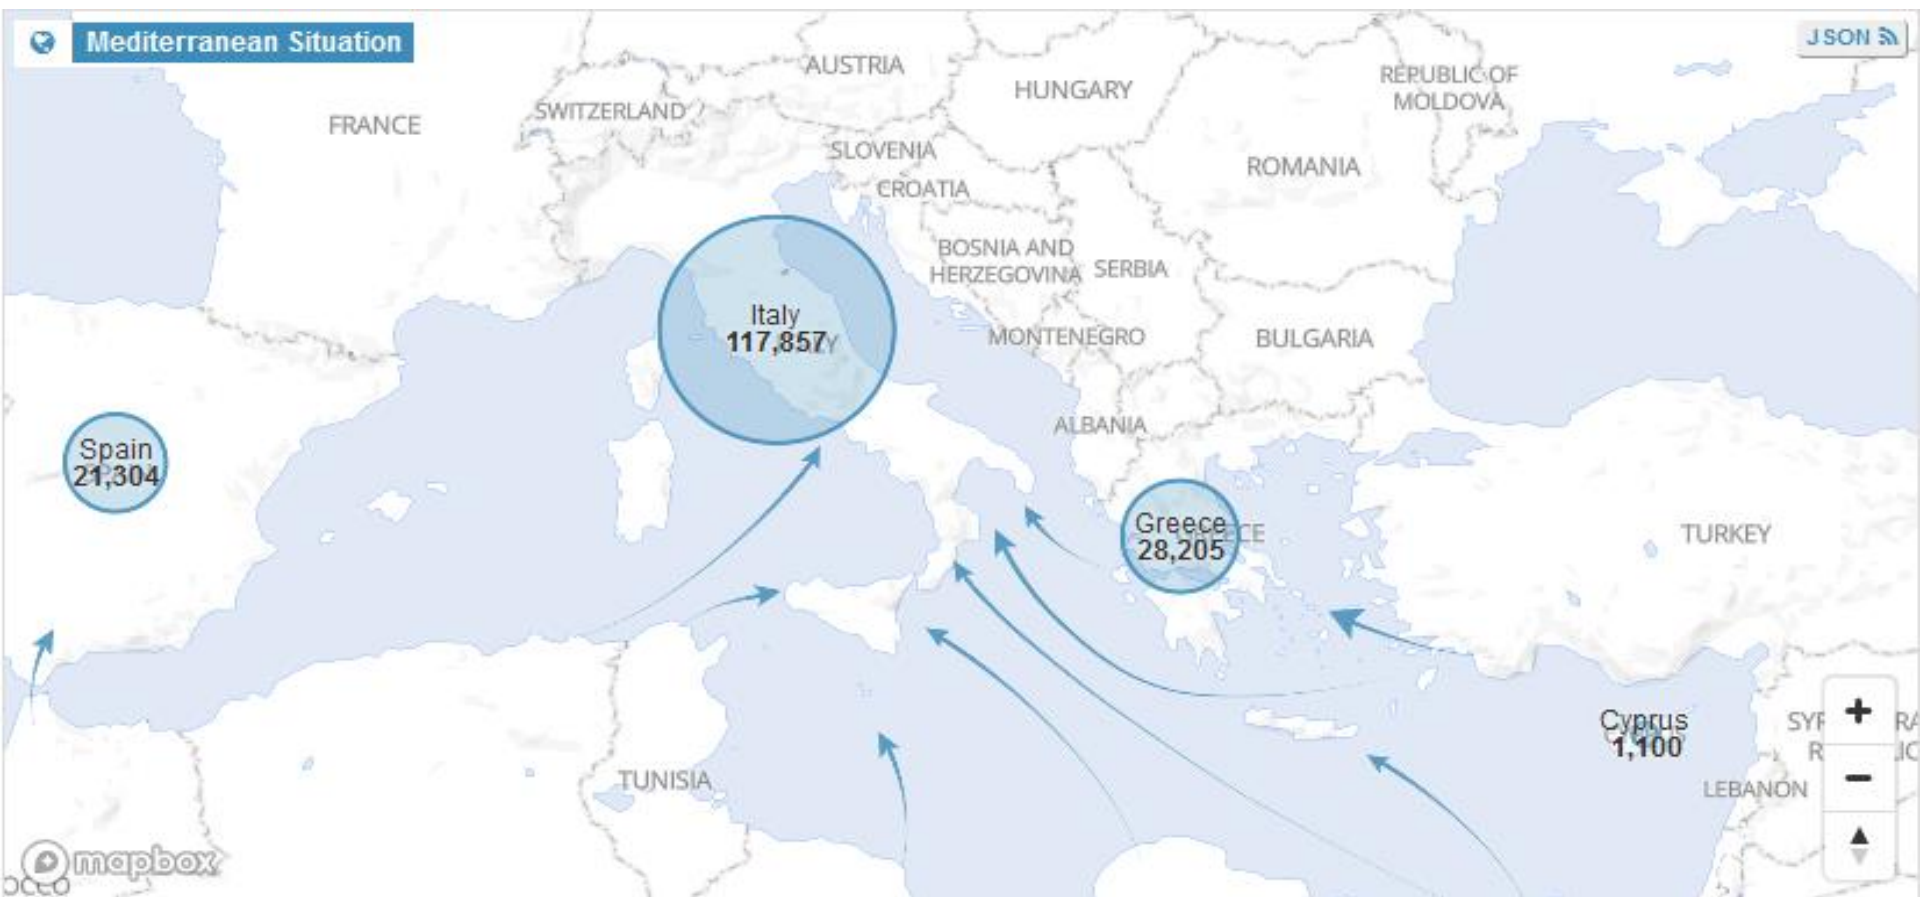 Mediterranean Situation
JSON
AUSTRIA
HUNGARY
REPUBLIC OF
MOLDOVA
SWITZERLAND
FRANCE
SLOVENIA
ROMANIA
CROATIA
BOSNIA AND
HERZEGOVINA
SERBIA
Italy
117,857
MONTENEGRO
BULGARIA
ALBANIA
Spain
21,304
Greece
28,205
TURKEY
Cyprus
1,100
TUNISIA
LEBANON
mapbox